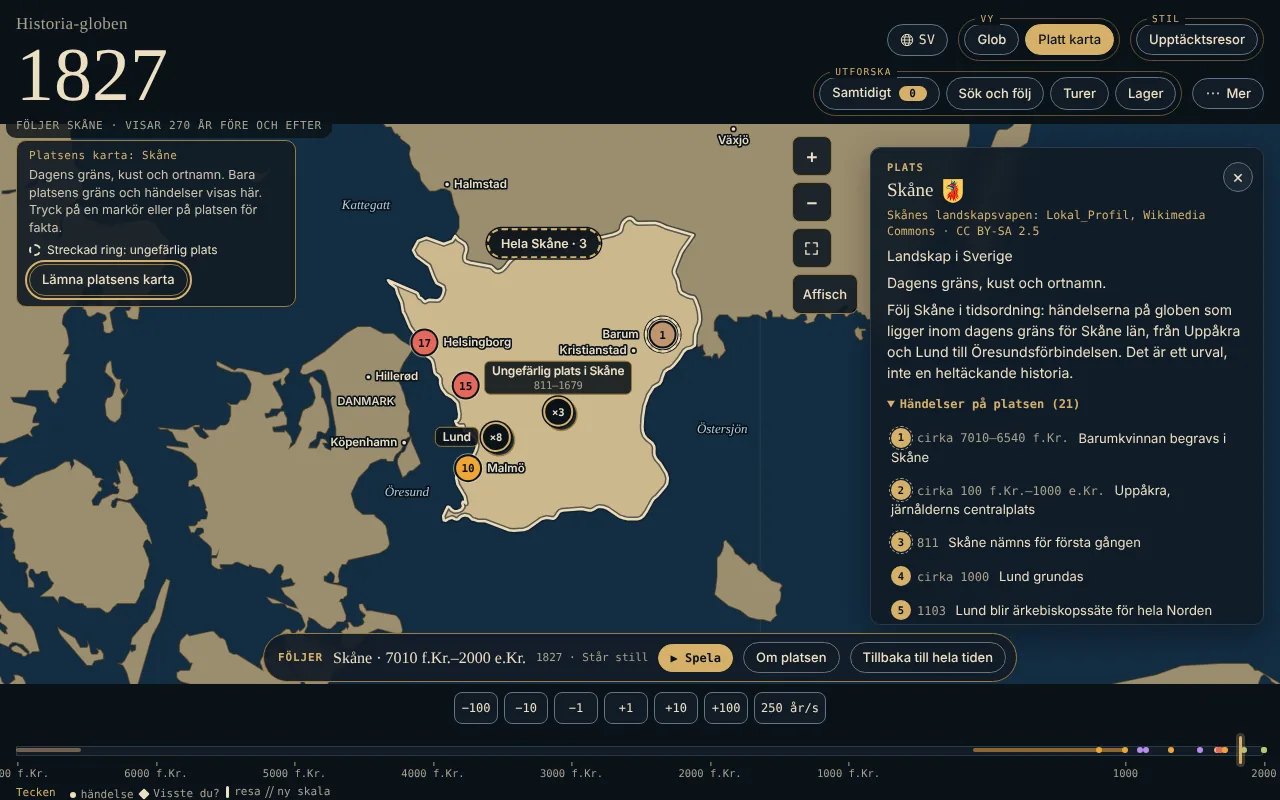 Historia-globen
1827
FÖLJER SKÅNE · VISAR 270 ÅR FÖRE OCH EFTER
SV
VY
Glob
Platt karta
STIL
Upptäcktsresor
UTFORSKA
Samtidigt 0
Sök och följ
Turer
Lager
··· Mer
Platsens karta: Skåne
Dagens gräns, kust och ortnamn. Bara
platsens gräns och händelser visas här.
Tryck på en markör eller på platsen för
fakta.
Streckad ring: ungefärlig plats
Lämna platsens karta
Växjö
Halmstad
Kattegatt
Hela Skåne · 3
17
Helsingborg
Barum
1
Kristianstad
Ungefärlig plats i Skåne
811–1679
15
Hillerød
DANMARK
×3
Köpenhamn
Lund
×8
10
Malmö
Öresund
Östersjön
+
−
Affisch
PLATS
×
Skåne
Skånes landskapsvapen: Lokal_Profil, Wikimedia
Commons · CC BY-SA 2.5
Landskap i Sverige
Dagens gräns, kust och ortnamn.
Följ Skåne i tidsordning: händelserna på globen som
ligger inom dagens gräns för Skåne län, från Uppåkra
och Lund till Öresundsförbindelsen. Det är ett urval,
inte en heltäckande historia.
▼ Händelser på platsen (21)
1 cirka 7010–6540 f.Kr. Barumkvinnan begravs i
Skåne
2 cirka 100 f.Kr.–1000 e.Kr. Uppåkra,
järnålderns centralplats
3 811 Skåne nämns för första gången
4 cirka 1000 Lund grundas
5 1103 Lund blir ärkebiskopssäte för hela Norden
FÖLJER Skåne · 7010 f.Kr.–2000 e.Kr. 1827 · Står still ▶ Spela Om platsen Tillbaka till hela tiden
−100 −10 −1 +1 +10 +100 250 år/s
00 f.Kr. 6000 f.Kr. 5000 f.Kr. 4000 f.Kr. 3000 f.Kr. 2000 f.Kr. 1000 f.Kr. 1000 2000
Tecken händelse Visste du? resa // ny skala